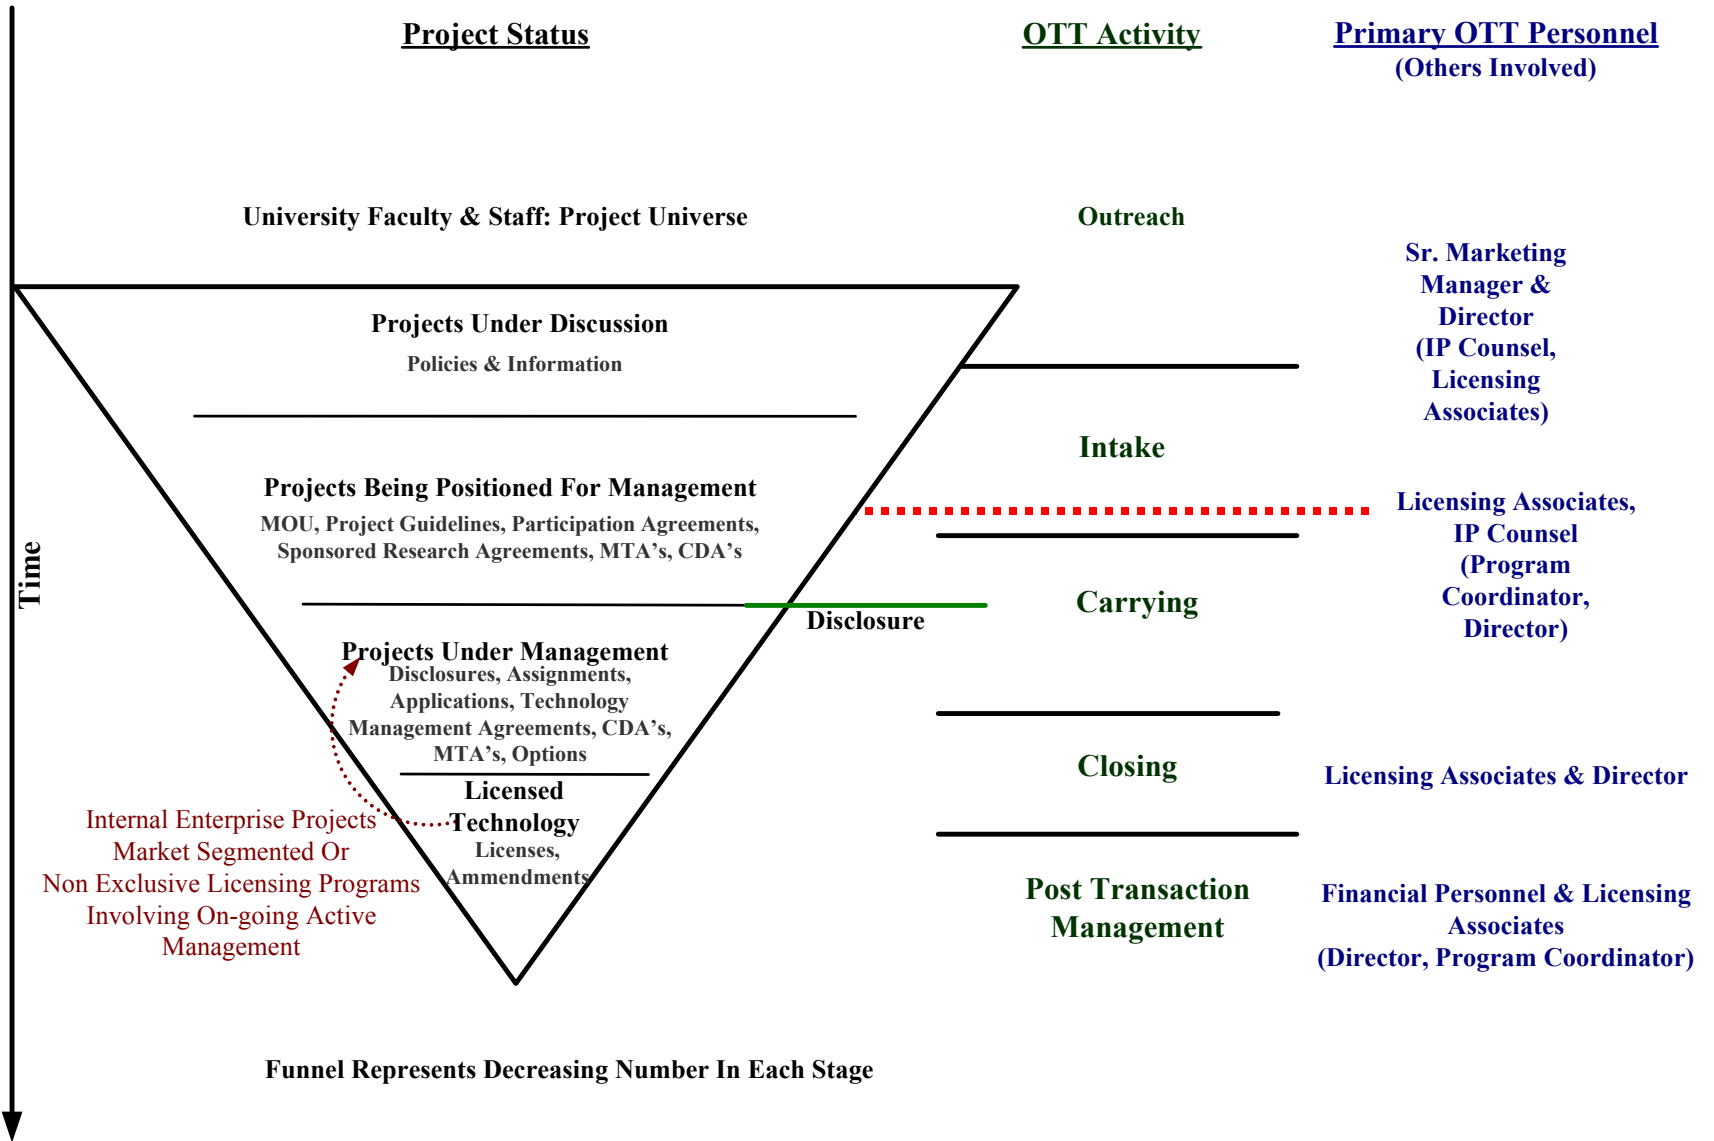 Project Status
OTT Activity
Primary OTT Personnel
(Others Involved)
University Faculty & Staff: Project Universe
Outreach
Sr. Marketing
Manager &
Director
(IP Counsel,
Licensing
Associates)
Projects Under Discussion
Policies & Information
Intake
Projects Being Positioned For Management
MOU, Project Guidelines, Participation Agreements,
Sponsored Research Agreements, MTA's, CDA's
Licensing Associates,
IP Counsel
(Program
Coordinator,
Director)
Time
Carrying
Disclosure
Projects Under Management
Disclosures, Assignments,
Applications, Technology
Management Agreements, CDA's,
MTA's, Options
Closing
Licensing Associates & Director
Licensed
Technology
Licenses,
Ammendments
Internal Enterprise Projects
Market Segmented Or
Non Exclusive Licensing Programs
Involving On-going Active
Management
Post Transaction
Management
Financial Personnel & Licensing
Associates
(Director, Program Coordinator)
Funnel Represents Decreasing Number In Each Stage